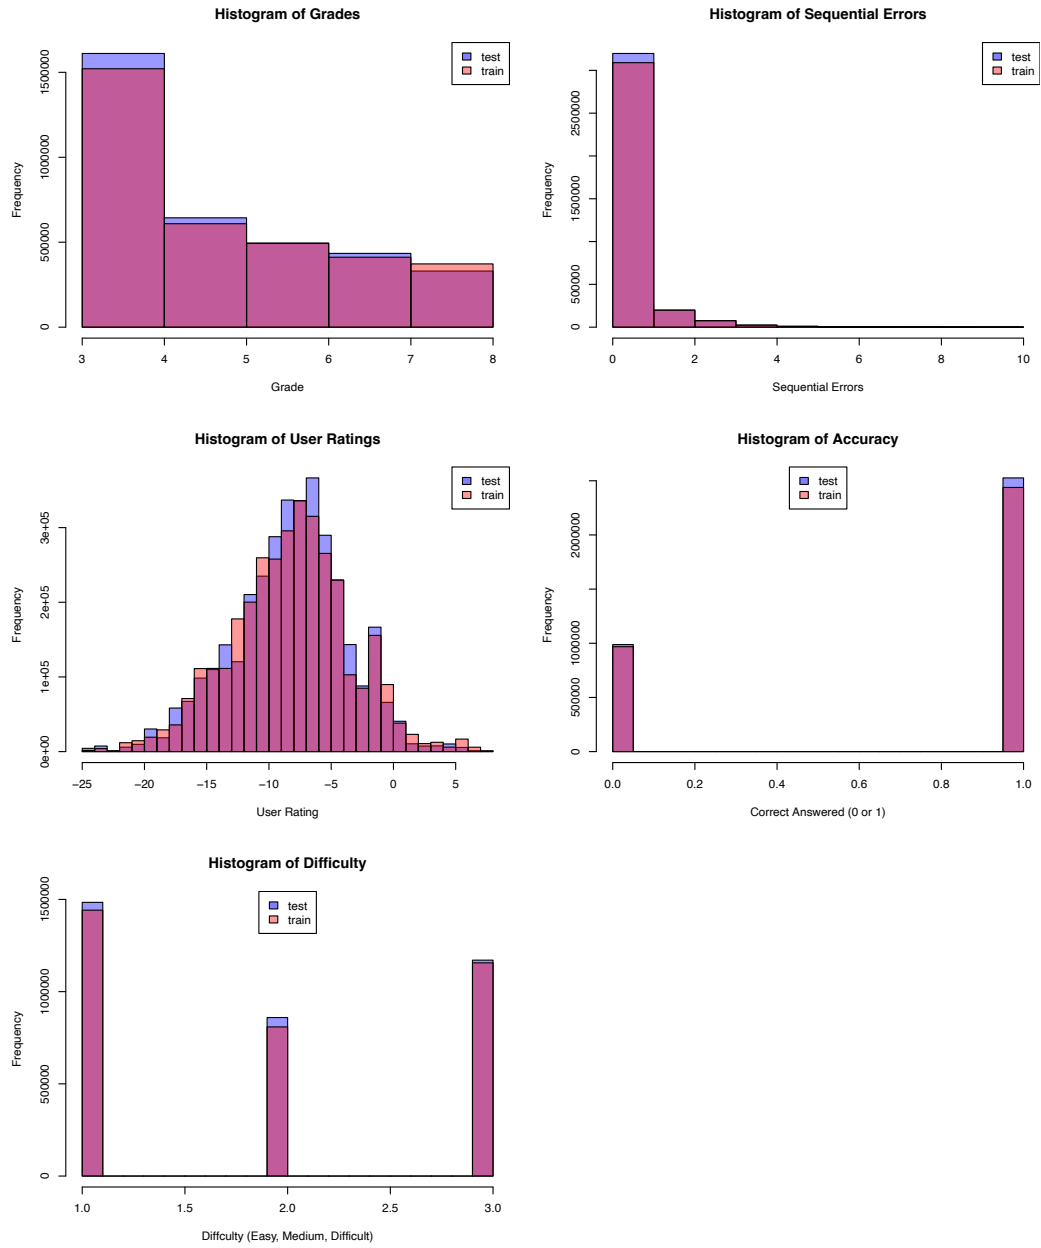 Histogram of Grades
test
train
Frequency
0
500000
1000000
1500000
3
4
5
6
7
8
Grade
Histogram of Sequential Errors
test
train
Frequency
0
500000
1500000
2500000
0
2
4
6
8
10
Sequential Errors
Histogram of User Ratings
test
train
Frequency
0e+00
1e+05
2e+05
3e+05
−25
−20
−15
−10
−5
0
5
User Rating
Histogram of Accuracy
test
train
Frequency
0
500000
1000000
2000000
0.0
0.2
0.4
0.6
0.8
1.0
Correct Answered (0 or 1)
Histogram of Difficulty
test
train
Frequency
0
500000
1000000
1500000
1.0
1.5
2.0
2.5
3.0
Diffculty (Easy, Medium, Difficult)